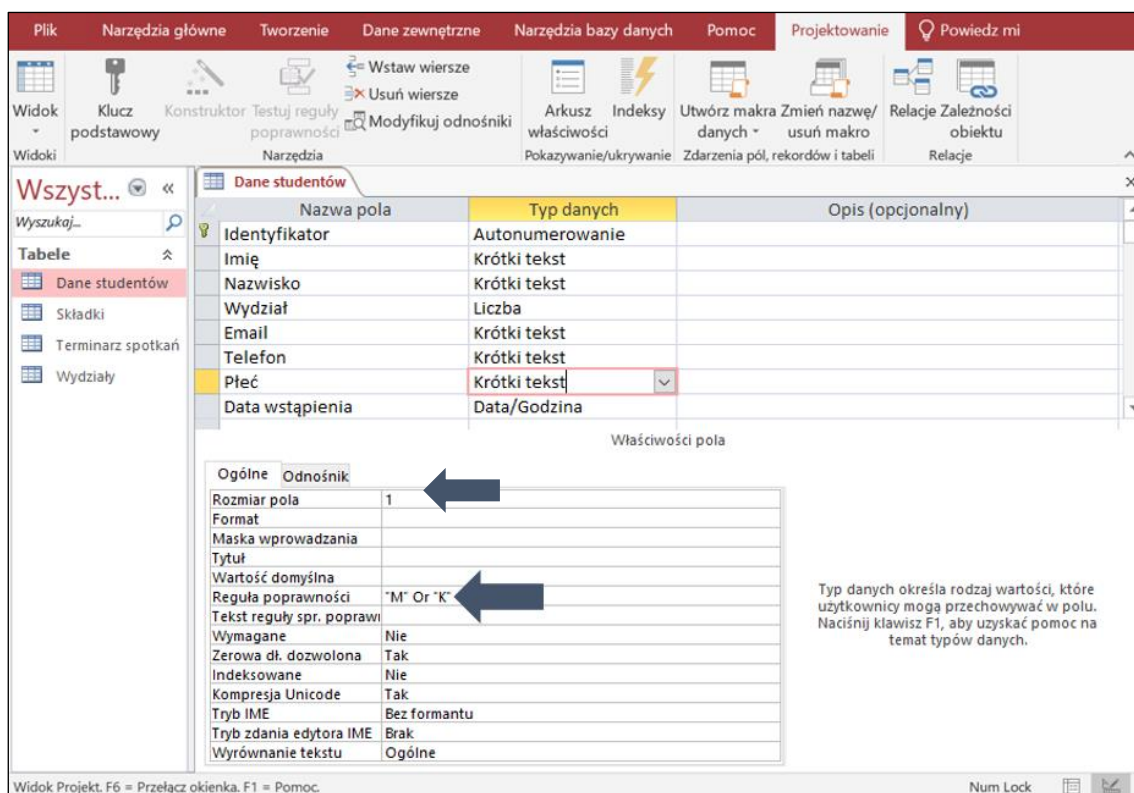 Plik Narzędzia główne Tworzenie Dane zewnętrzne Narzędzia bazy danych Pomoc Projektowanie Powiedz mi
Widok
Klucz podstawowy
Konstruktor
Testuj reguły poprawności
Wstaw wiersze
Usuń wiersze
Modyfikuj odnośniki
Arkusz właściwości
Indeksy
Utwórz makra danych
Zmień nazwę/ usuń makro
Relacje
Zależności obiektu
Widoki Narzędzia Pokazywanie/ukrywanie Zdarzenia pól, rekordów i tabeli Relacje
Wszyst...
Wyszukaj...
Tabele
Dane studentów
Składki
Terminarz spotkań
Wydziały
Dane studentów
Nazwa pola Typ danych Opis (opcjonalny)
Identyfikator Autonumerowanie
Imię Krótki tekst
Nazwisko Krótki tekst
Wydział Liczba
Email Krótki tekst
Telefon Krótki tekst
Płeć Krótki tekst
Data wstąpienia Data/Godzina
Właściwości pola
Ogólne Odnośnik
Rozmiar pola 1
Format
Maska wprowadzania
Tytuł
Wartość domyślna
Reguła poprawności "M" Or "K"
Tekst reguły spr. poprawn
Wymagane Nie
Zerowa dł. dozwolona Tak
Indeksowane Nie
Kompresja Unicode Tak
Tryb IME Bez formantu
Tryb zdania edytora IME Brak
Wyrównanie tekstu Ogólne
Typ danych określa rodzaj wartości, które
użytkownicy mogą przechowywać w polu.
Naciśnij klawisz F1, aby uzyskać pomoc na
temat typów danych.
Widok Projekt. F6 = Przełącz okienka. F1 = Pomoc. Num Lock